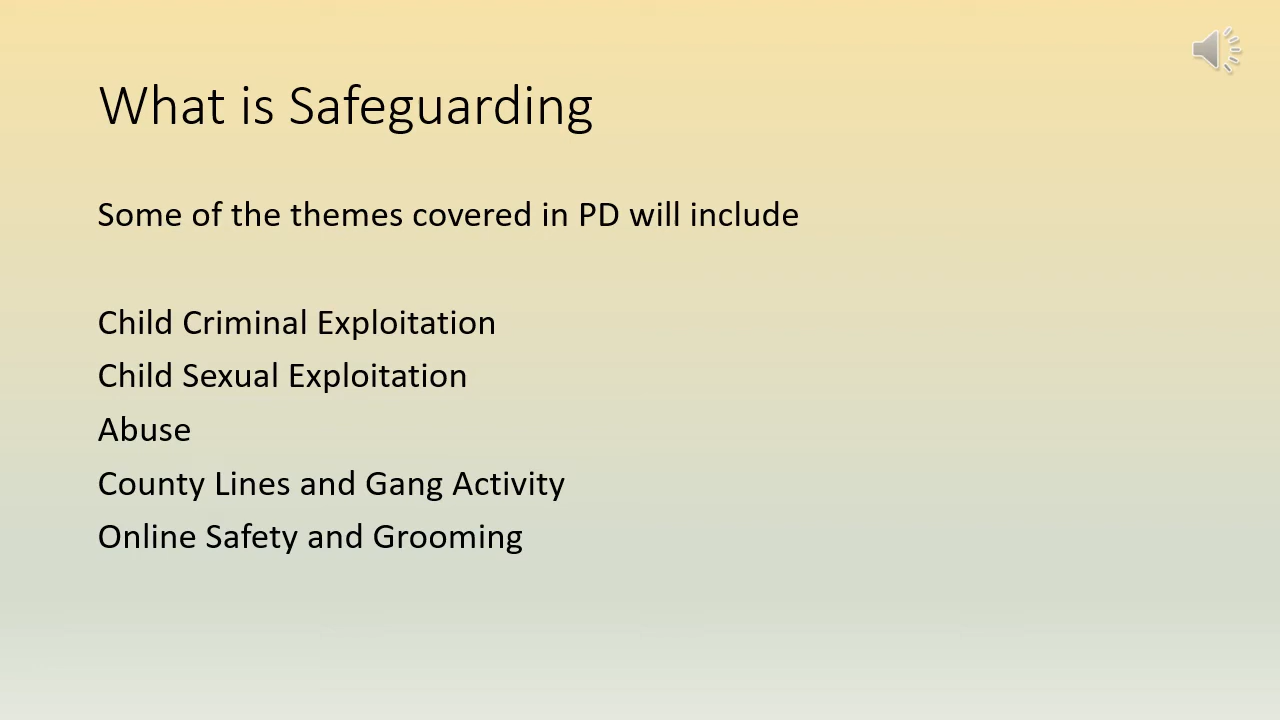 What is Safeguarding
Some of the themes covered in PD will include
Child Criminal Exploitation
Child Sexual Exploitation
Abuse
County Lines and Gang Activity
Online Safety and Grooming